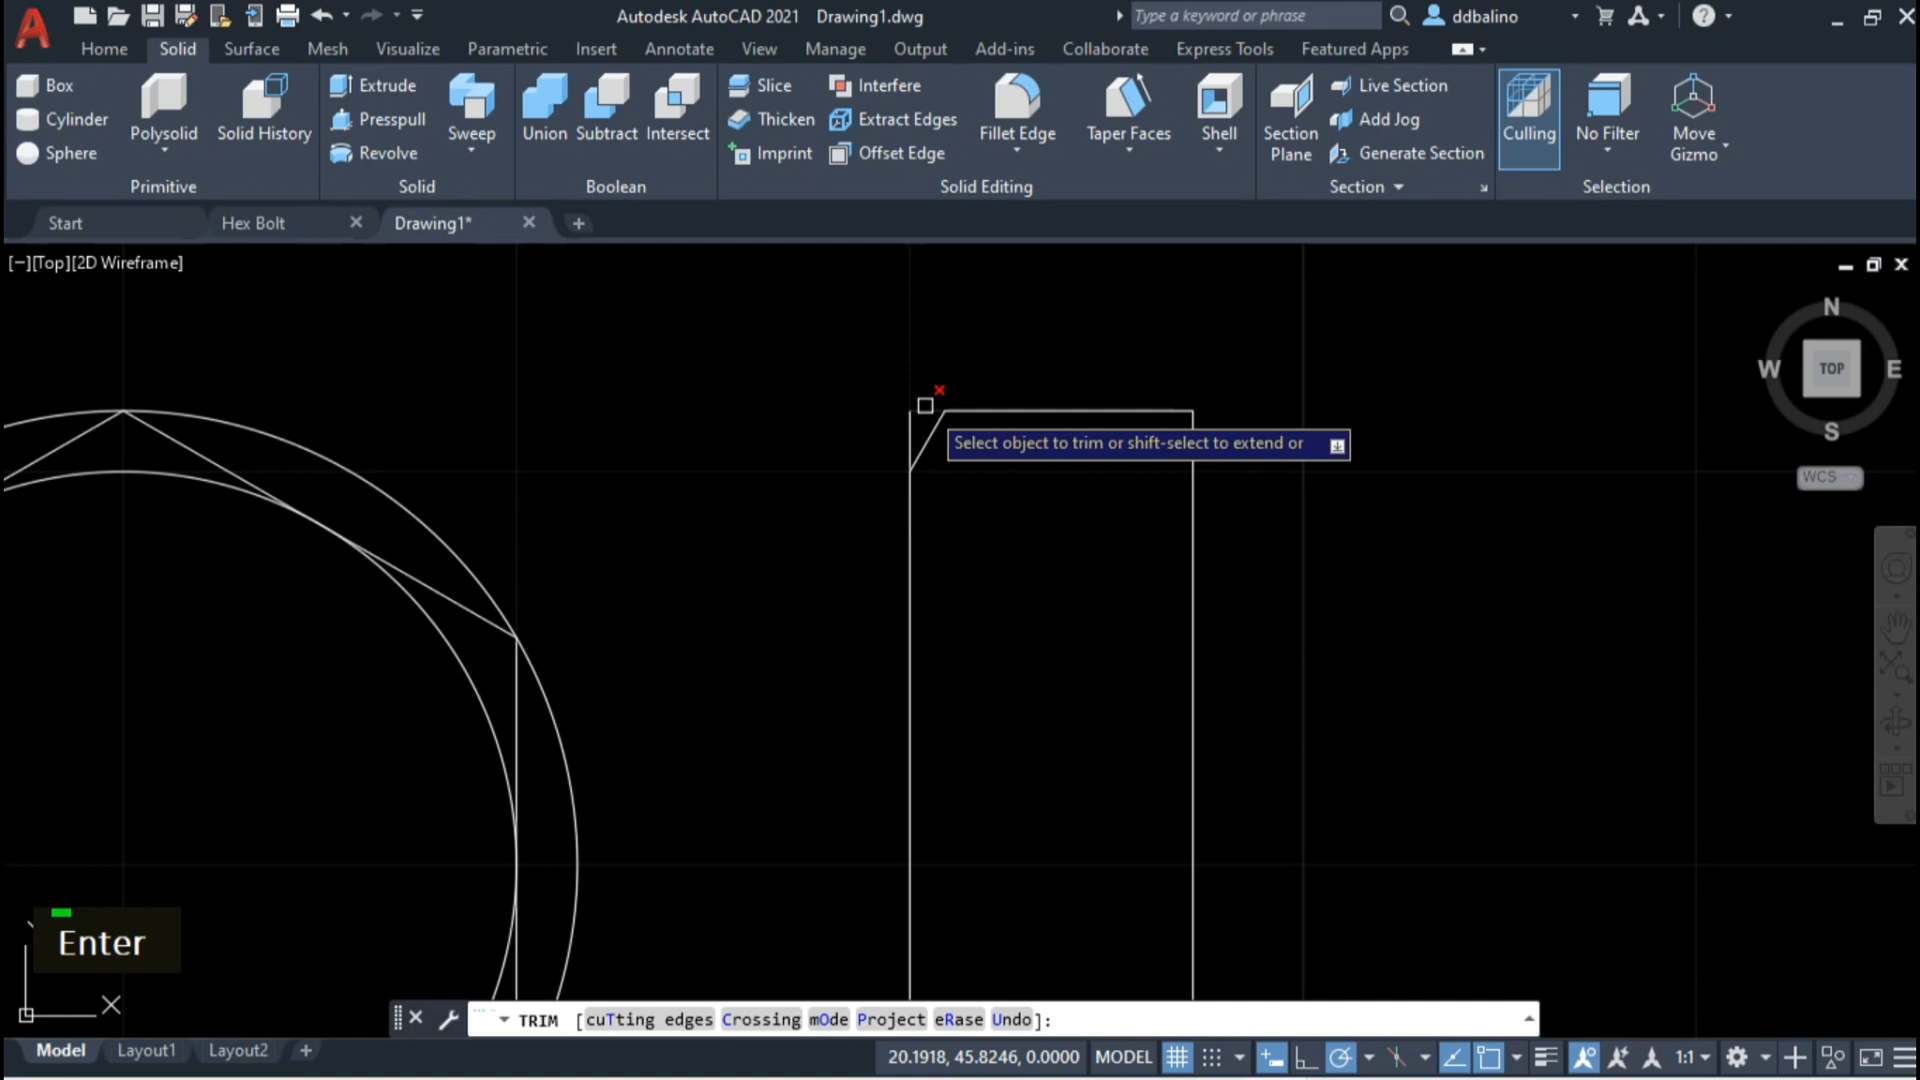 Autodesk AutoCAD 2021 Drawing1.dwg
Type a keyword or phrase
ddbalino
Home Solid Surface Mesh Visualize Parametric Insert Annotate View Manage Output Add-ins Collaborate Express Tools Featured Apps
Box
Cylinder
Sphere
Polysolid
Solid History
Primitive
Extrude
Presspull
Revolve
Sweep
Solid
Union Subtract Intersect
Boolean
Slice
Thicken
Imprint
Interfere
Extract Edges
Offset Edge
Fillet Edge
Taper Faces
Shell
Solid Editing
Section
Plane
Live Section
Add Jog
Generate Section
Section
Culling
No Filter
Move
Gizmo
Selection
Start
Hex Bolt
Drawing1*
[−][Top][2D Wireframe]
N
W
TOP
E
S
WCS
Select object to trim or shift-select to extend or
Enter
X
TRIM [cuTting edges Crossing mOde Project eRase Undo]:
Model Layout1 Layout2
20.1918, 45.8246, 0.0000 MODEL
1:1